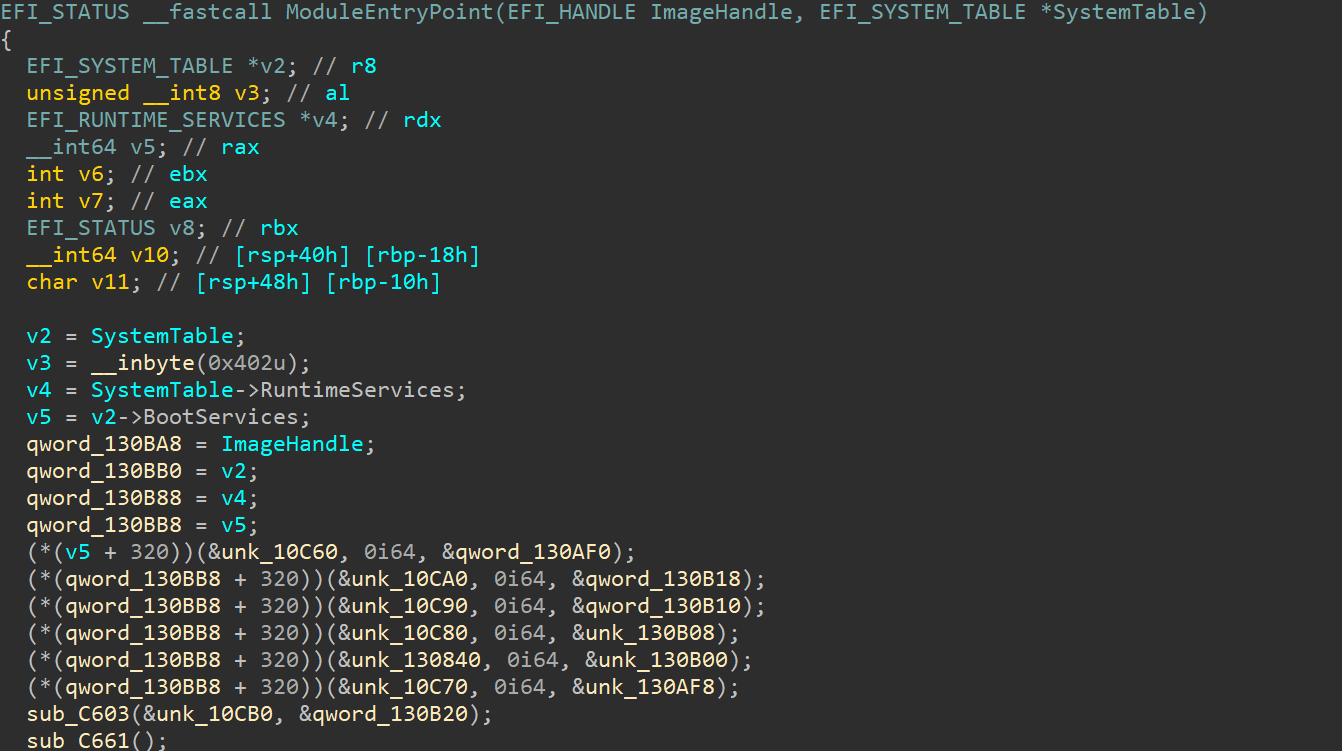 EFI_STATUS __fastcall ModuleEntryPoint(EFI_HANDLE ImageHandle, EFI_SYSTEM_TABLE *SystemTable)
{
  EFI_SYSTEM_TABLE *v2; // r8
  unsigned __int8 v3; // al
  EFI_RUNTIME_SERVICES *v4; // rdx
  __int64 v5; // rax
  int v6; // ebx
  int v7; // eax
  EFI_STATUS v8; // rbx
  __int64 v10; // [rsp+40h] [rbp-18h]
  char v11; // [rsp+48h] [rbp-10h]

  v2 = SystemTable;
  v3 = __inbyte(0x402u);
  v4 = SystemTable->RuntimeServices;
  v5 = v2->BootServices;
  qword_130BA8 = ImageHandle;
  qword_130BB0 = v2;
  qword_130B88 = v4;
  qword_130BB8 = v5;
  (*(v5 + 320))(&unk_10C60, 0i64, &qword_130AF0);
  (*(qword_130BB8 + 320))(&unk_10CA0, 0i64, &qword_130B18);
  (*(qword_130BB8 + 320))(&unk_10C90, 0i64, &qword_130B10);
  (*(qword_130BB8 + 320))(&unk_10C80, 0i64, &unk_130B08);
  (*(qword_130BB8 + 320))(&unk_130840, 0i64, &unk_130B00);
  (*(qword_130BB8 + 320))(&unk_10C70, 0i64, &unk_130AF8);
  sub_C603(&unk_10CB0, &qword_130B20);
  sub_C661();